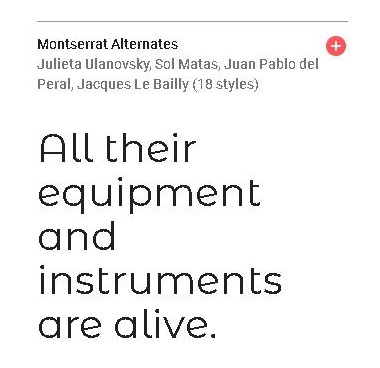 Montserrat Alternates
Julieta Ulanovsky, Sol Matas, Juan Pablo del
Peral, Jacques Le Bailly (18 styles)
All their
equipment
and
instruments
are alive.